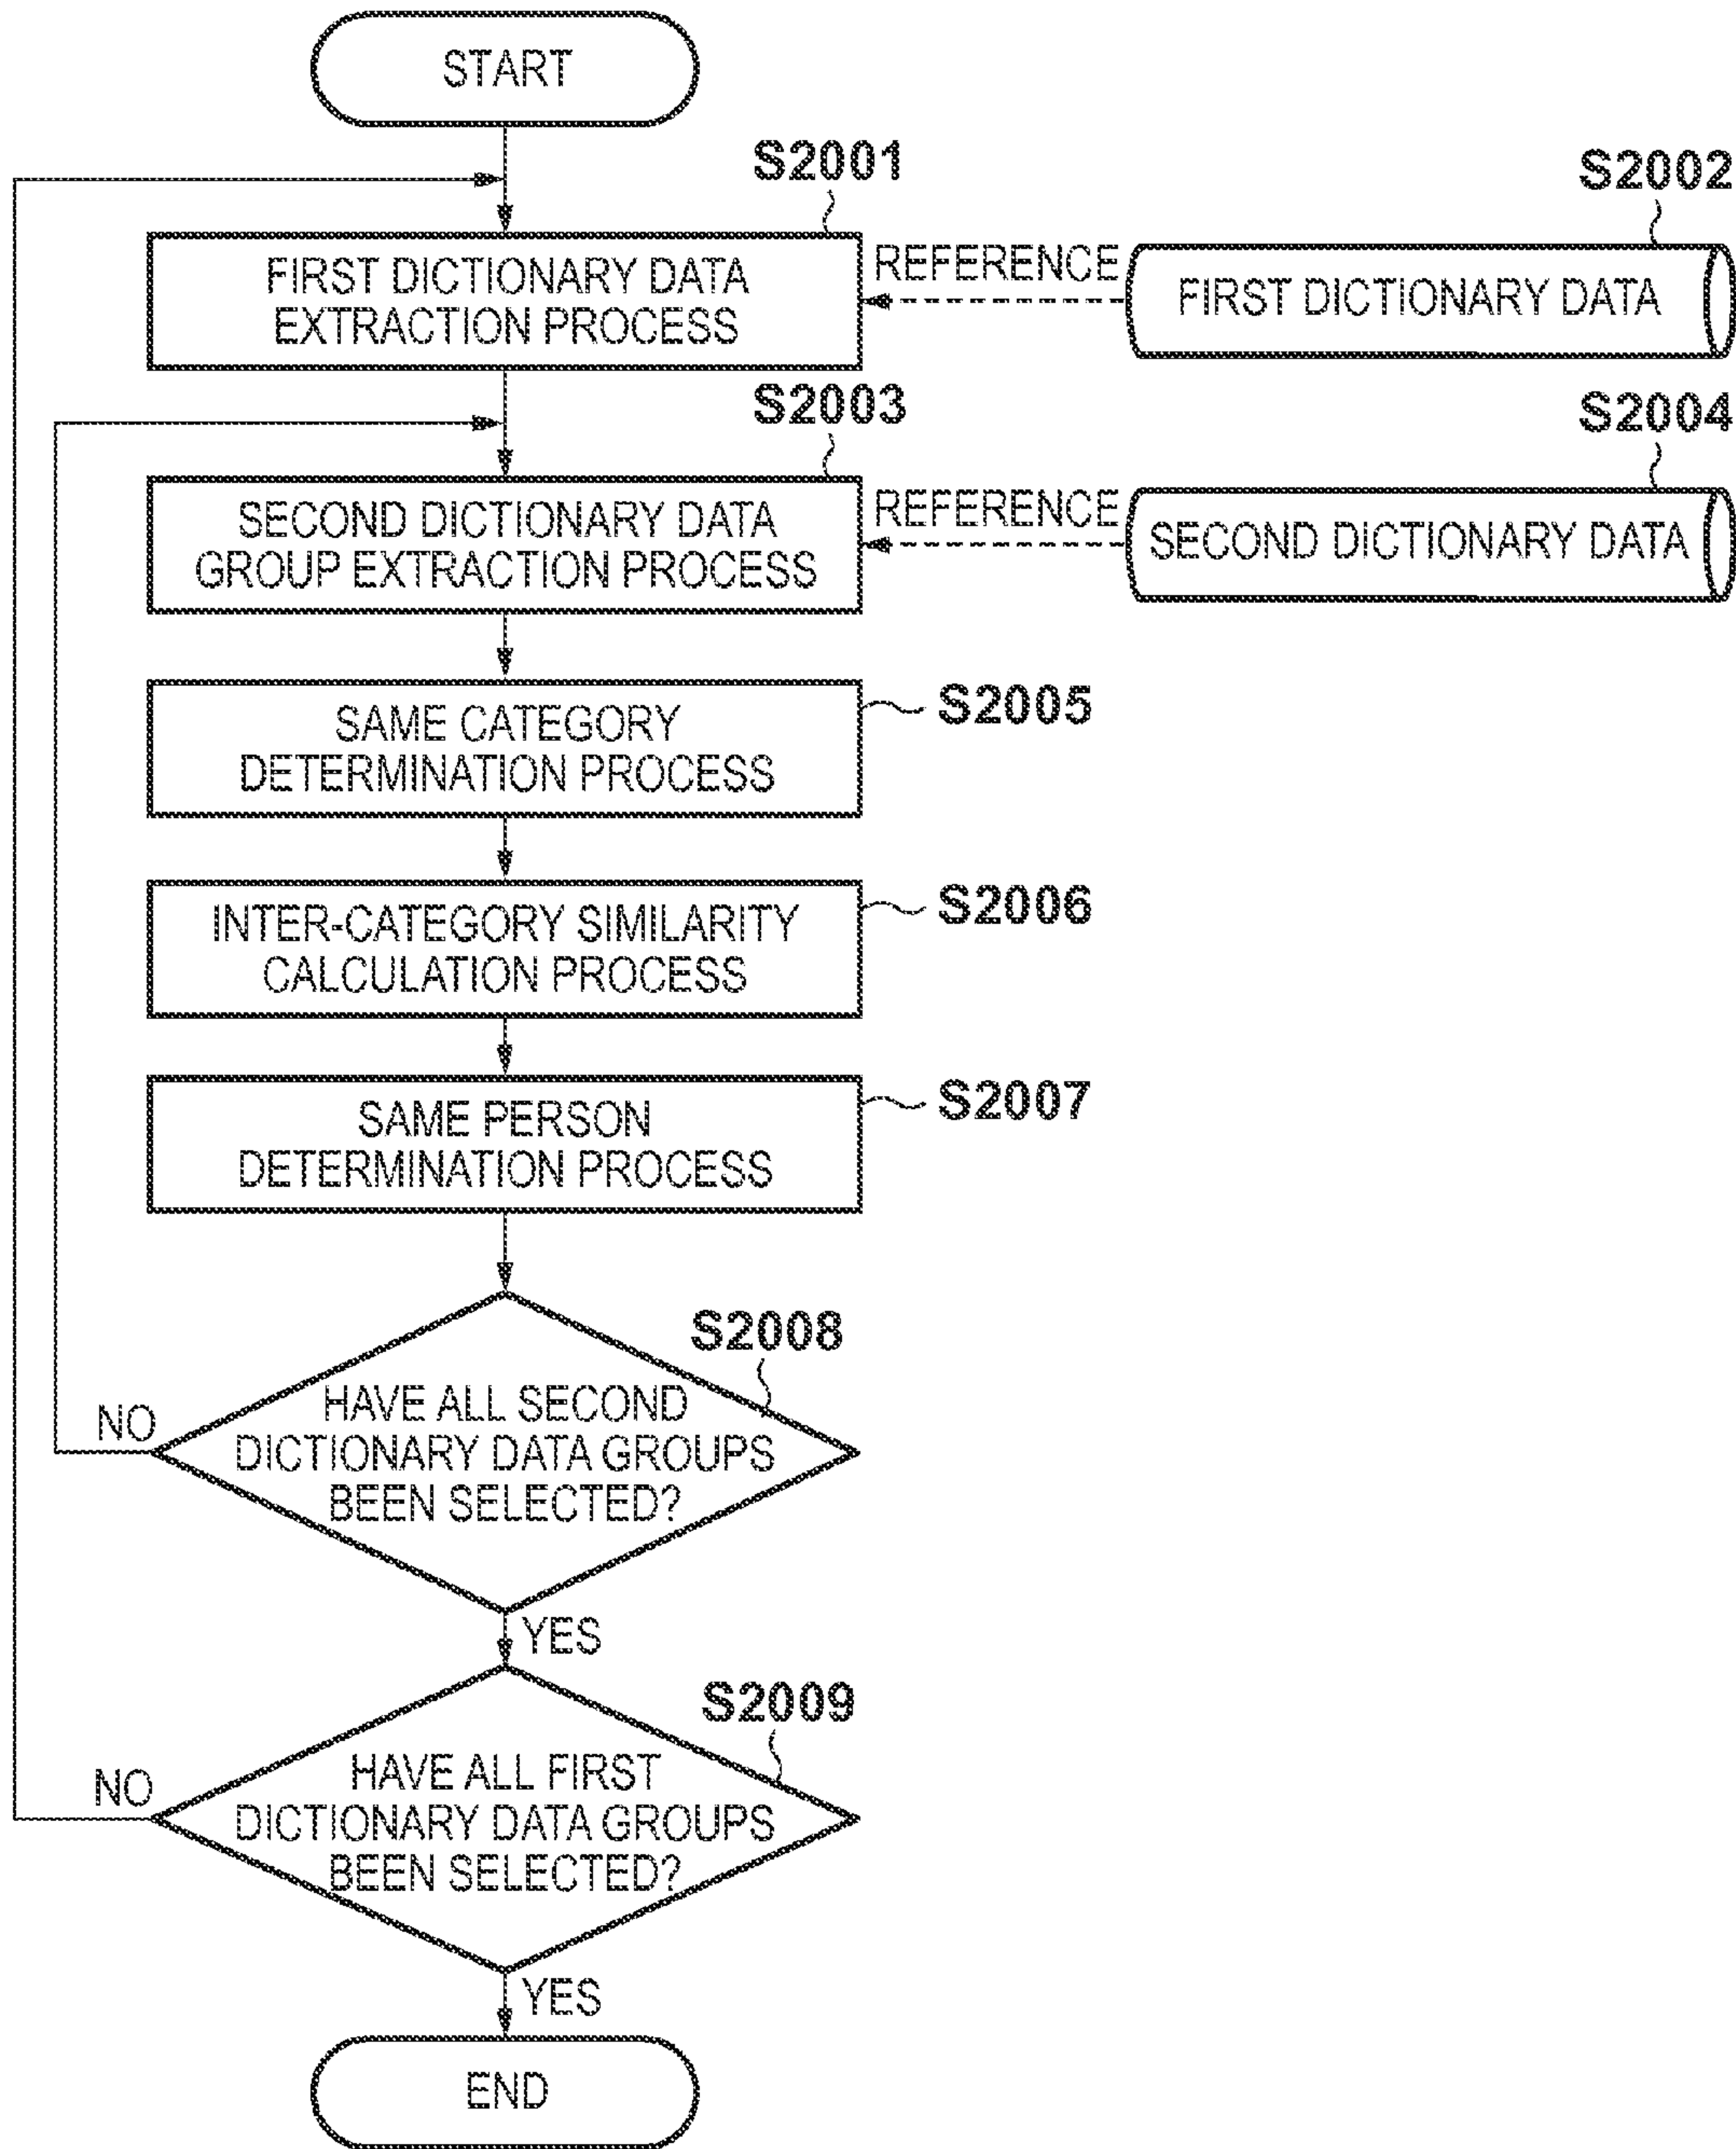 START
S2001
S2002
FIRST DICTIONARY DATA
EXTRACTION PROCESS
REFERENCE
FIRST DICTIONARY DATA
S2003
S2004
SECOND DICTIONARY DATA
GROUP EXTRACTION PROCESS
REFERENCE
SECOND DICTIONARY DATA
SAME CATEGORY
DETERMINATION PROCESS
S2005
INTER-CATEGORY SIMILARITY
CALCULATION PROCESS
S2006
SAME PERSON
DETERMINATION PROCESS
S2007
S2008
NO
HAVE ALL SECOND
DICTIONARY DATA GROUPS
BEEN SELECTED?
YES
S2009
NO
HAVE ALL FIRST
DICTIONARY DATA GROUPS
BEEN SELECTED?
YES
END